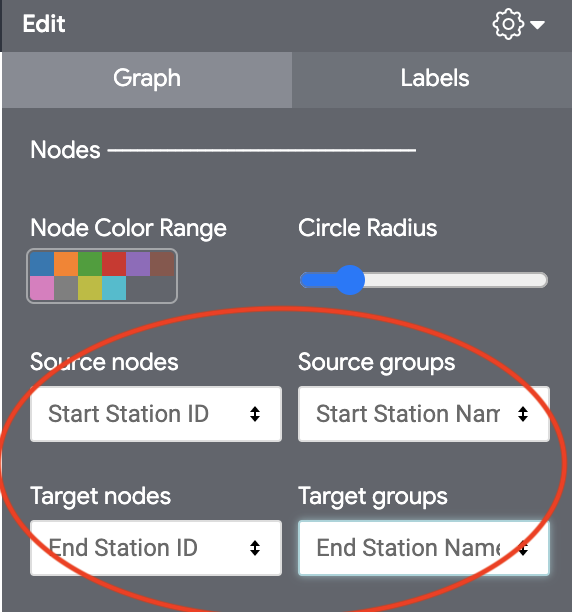 Edit
Graph Labels
Nodes
Node Color Range Circle Radius
Source nodes Source groups
Start Station ID Start Station Nam
Target nodes Target groups
End Station ID End Station Name